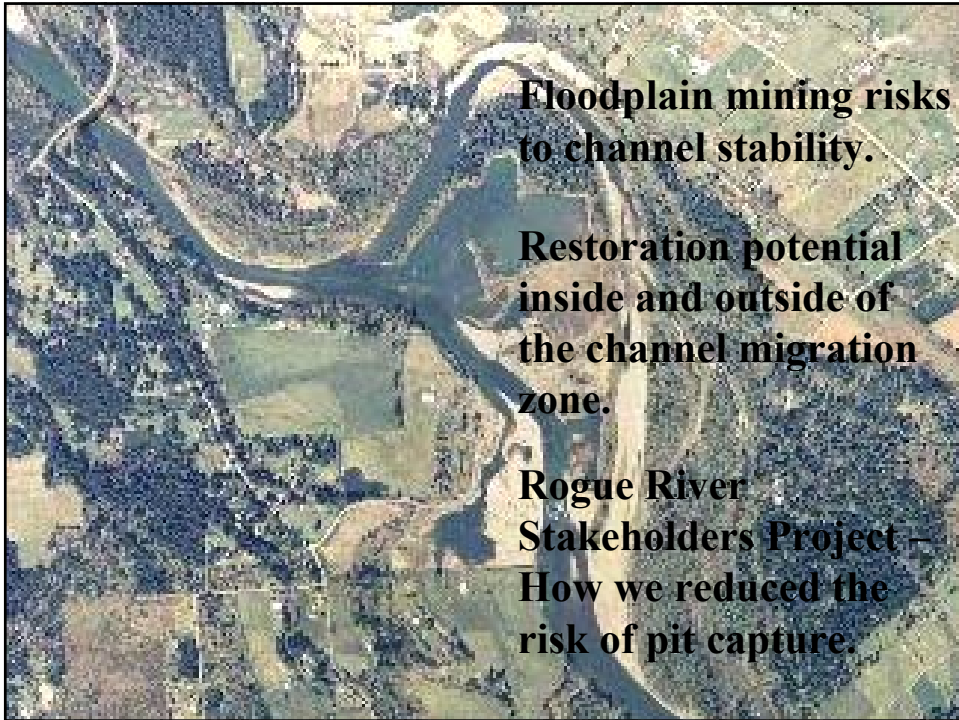 Floodplain mining risks
to channel stability.
Restoration potential
inside and outside of
the channel migration
zone.
Rogue River
Stakeholders Project –
How we reduced the
risk of pit capture.